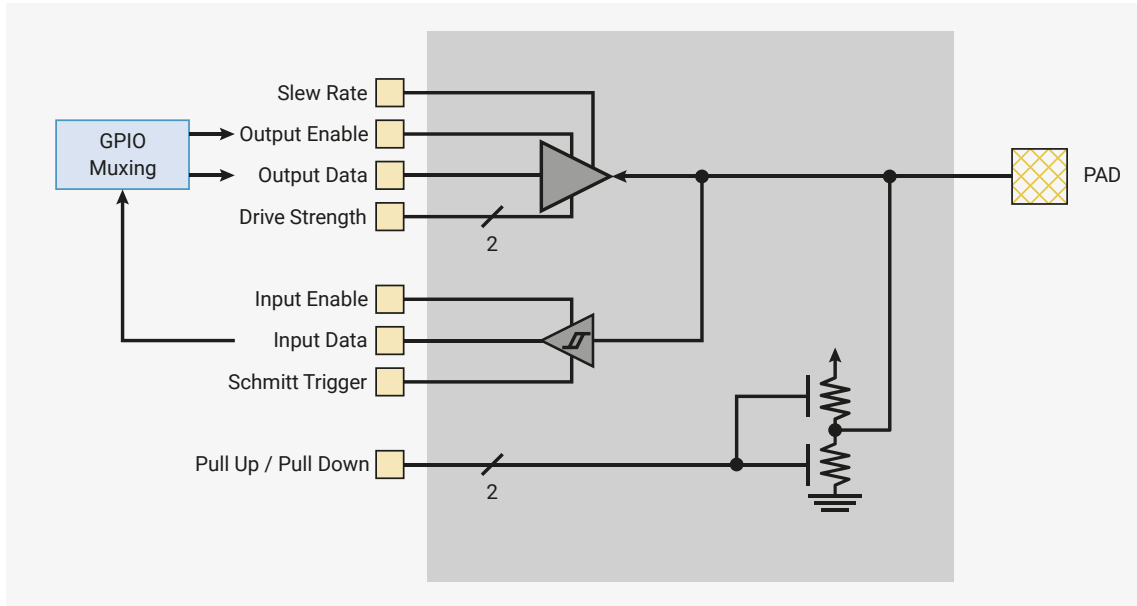 Slew Rate
GPIO
Muxing
Output Enable
Output Data
PAD
Drive Strength
2
Input Enable
Input Data
Schmitt Trigger
Pull Up / Pull Down
2